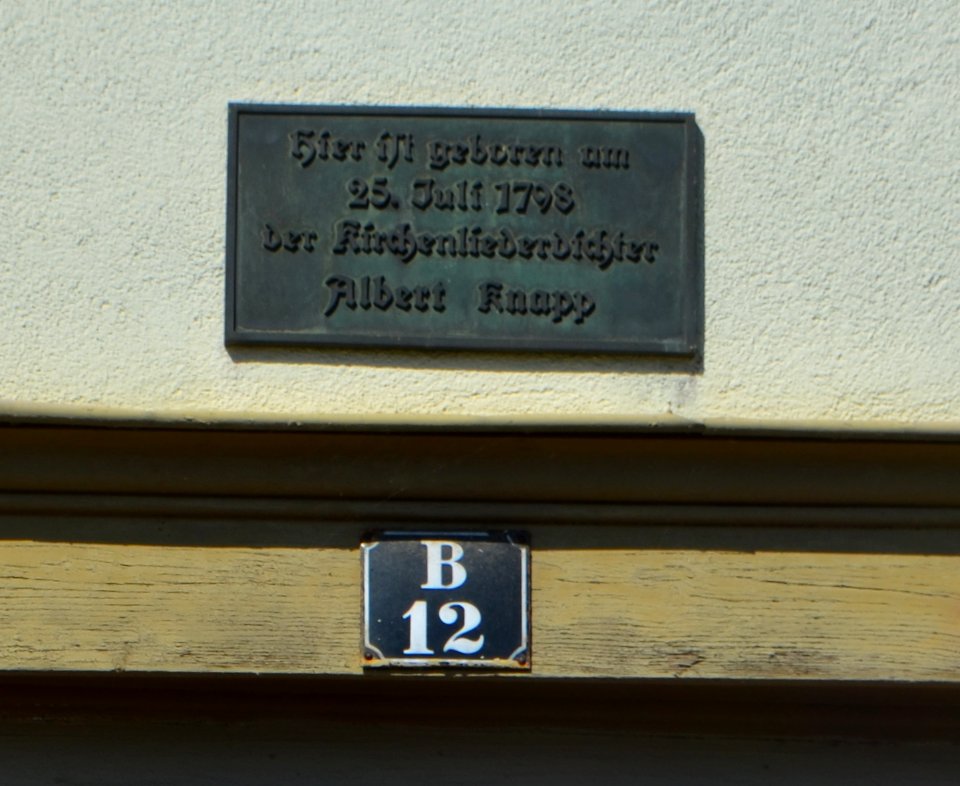 Hier ist geboren am
25. Juli 1798
der Kirchenliederdichter
Albert Knapp
B
12